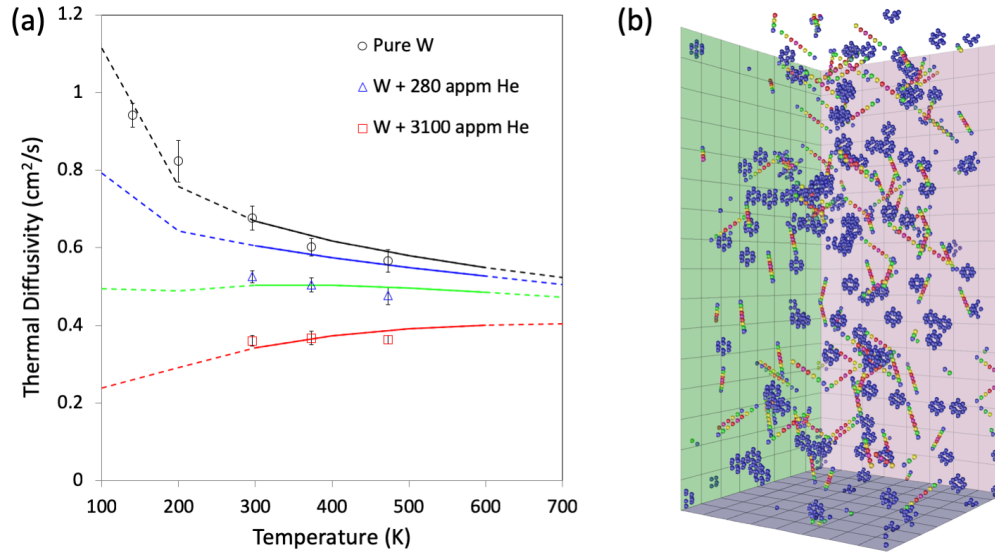 (a)
Thermal Diffusivity (cm²/s)
1.2
1
0.8
0.6
0.4
0.2
0
Pure W
W + 280 appm He
W + 3100 appm He
100 200 300 400 500 600 700
Temperature (K)
(b)